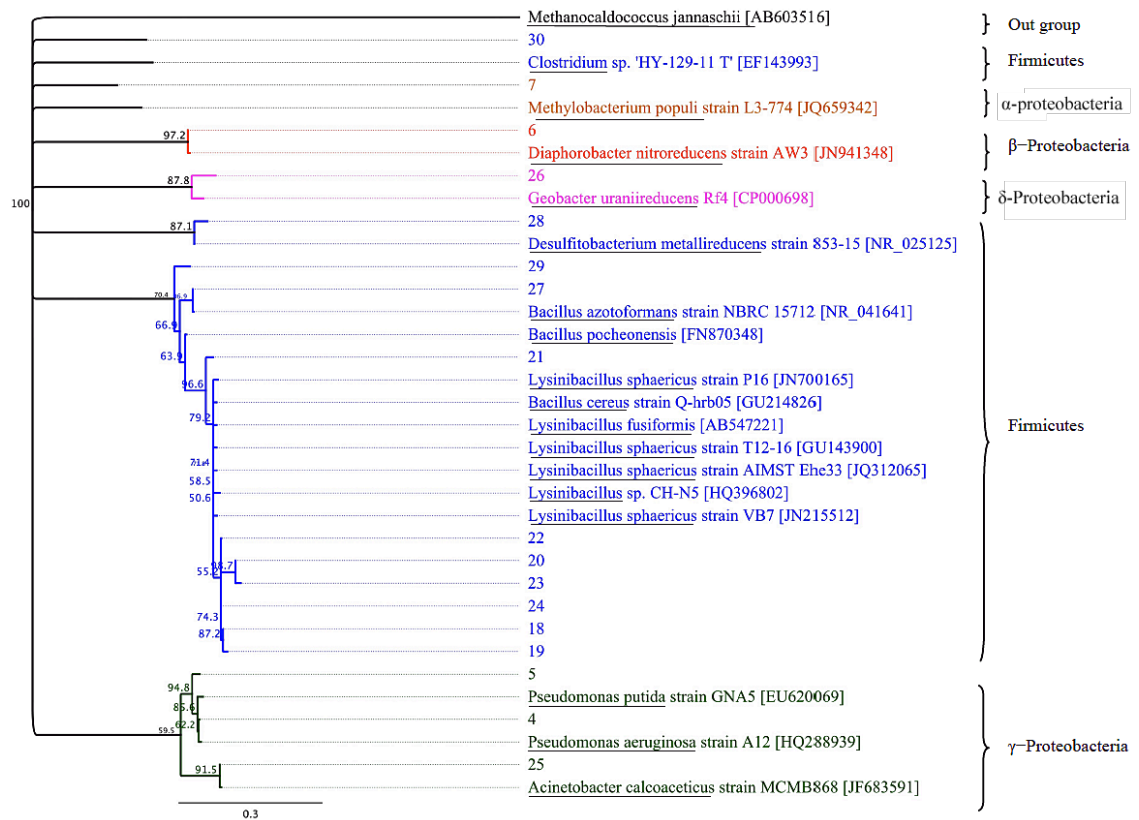 Methanocaldococcus jannaschii [AB603516]
Out group
30
Clostridium sp. 'HY-129-11 T' [EF143993]
Firmicutes
7
Methylobacterium populi strain L3-774 [JQ659342]
α-proteobacteria
97.2
6
Diaphorobacter nitroreducens strain AW3 [JN941348]
β-Proteobacteria
87.8
26
Geobacter uraniireducens Rf4 [CP000698]
δ-Proteobacteria
100
87.1
28
Desulfitobacterium metallireducens strain 853-15 [NR_025125]
29
70.4
27
66.9
Bacillus azotoformans strain NBRC 15712 [NR_041641]
Bacillus pocheonensis [FN870348]
63.9
21
96.6
Lysinibacillus sphaericus strain P16 [JN700165]
Bacillus cereus strain Q-hrb05 [GU214826]
79.2
Lysinibacillus fusiformis [AB547221]
Firmicutes
Lysinibacillus sphaericus strain T12-16 [GU143900]
71.4
Lysinibacillus sphaericus strain AIMST Ehe33 [JQ312065]
58.5
50.6
Lysinibacillus sp. CH-N5 [HQ396802]
Lysinibacillus sphaericus strain VB7 [JN215512]
22
20
55.2
23
24
74.3
18
87.2
19
5
94.8
Pseudomonas putida strain GNA5 [EU620069]
85.6
4
62.2
59.5
Pseudomonas aeruginosa strain A12 [HQ288939]
γ-Proteobacteria
25
91.5
Acinetobacter calcoaceticus strain MCMB868 [JF683591]
0.3